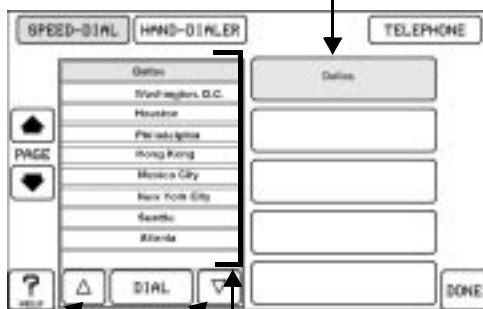 SPEED-DIAL HAND-DIALER TELEPHONE
Dallas
Dallas
Washington, D.C.
Houston
Philadelphia
PAGE
Hong Kong
Mexico City
New York City
Seattle
Atlanta
? HELP
DIAL
DONE